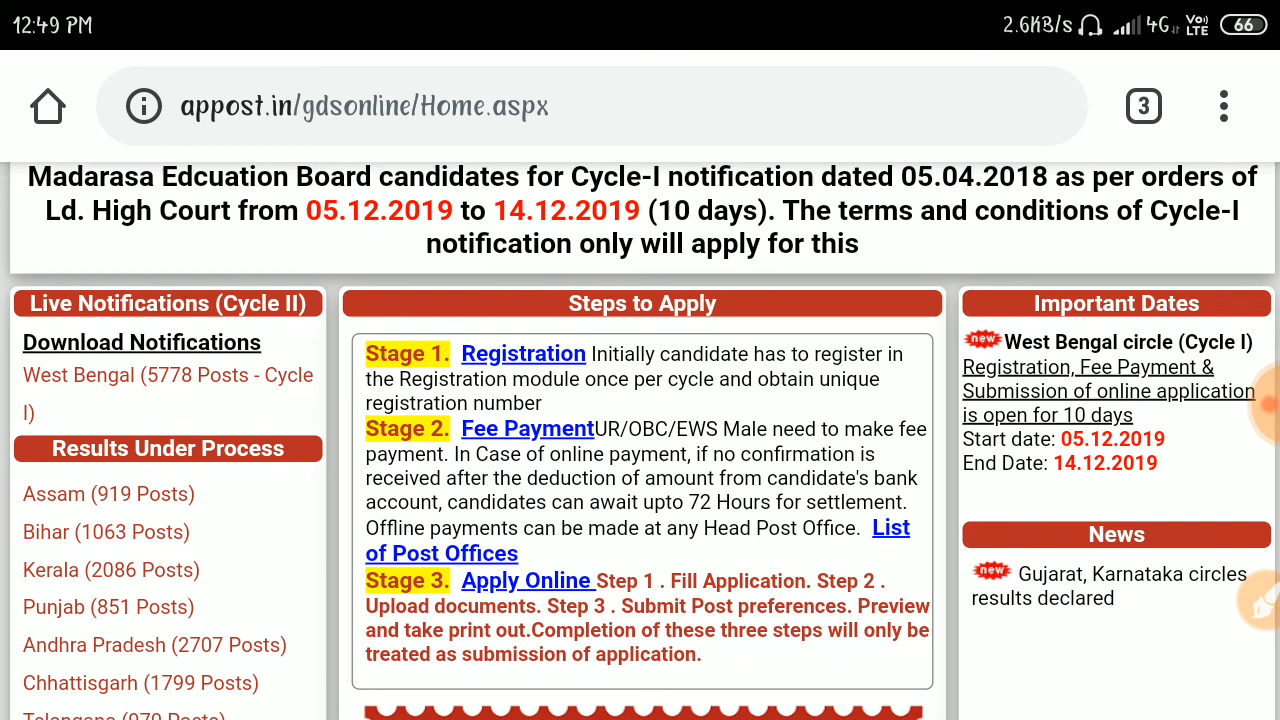 12:49 PM
2.6KB/s
4G
Vo))
LTE
66
appost.in/gdsonline/Home.aspx
3
Madarasa Edcuation Board candidates for Cycle-I notification dated 05.04.2018 as per orders of
Ld. High Court from 05.12.2019 to 14.12.2019 (10 days). The terms and conditions of Cycle-I
notification only will apply for this
Live Notifications (Cycle II)
Download Notifications
West Bengal (5778 Posts - Cycle
I)
Results Under Process
Assam (919 Posts)
Bihar (1063 Posts)
Kerala (2086 Posts)
Punjab (851 Posts)
Andhra Pradesh (2707 Posts)
Chhattisgarh (1799 Posts)
Telangana (970 Posts)
Steps to Apply
Stage 1. Registration Initially candidate has to register in
the Registration module once per cycle and obtain unique
registration number
Stage 2. Fee PaymentUR/OBC/EWS Male need to make fee
payment. In Case of online payment, if no confirmation is
received after the deduction of amount from candidate's bank
account, candidates can await upto 72 Hours for settlement.
Offline payments can be made at any Head Post Office. List
of Post Offices
Stage 3. Apply Online Step 1 . Fill Application. Step 2 .
Upload documents. Step 3 . Submit Post preferences. Preview
and take print out.Completion of these three steps will only be
treated as submission of application.
Important Dates
new West Bengal circle (Cycle I)
Registration, Fee Payment &
Submission of online application
is open for 10 days
Start date: 05.12.2019
End Date: 14.12.2019
News
new Gujarat, Karnataka circles
results declared